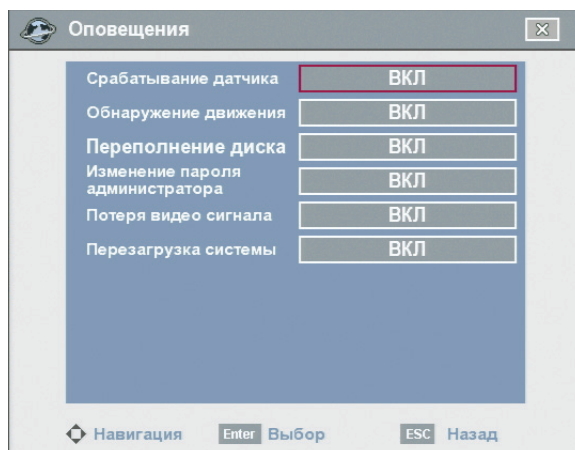 Оповещения
Срабатывание датчика ВКЛ
Обнаружение движения ВКЛ
Переполнение диска ВКЛ
Изменение пароля
администратора ВКЛ
Потеря видео сигнала ВКЛ
Перезагрузка системы ВКЛ
Навигация Enter Выбор ESC Назад